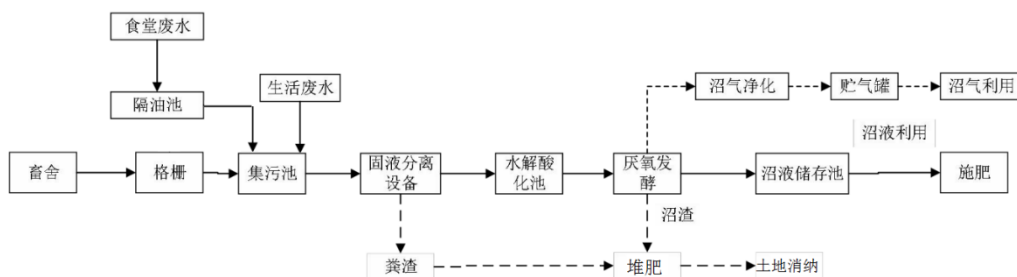 食堂废水
生活废水
隔油池
沼气净化
贮气罐
沼气利用
沼液利用
畜舍
格栅
集污池
固液分离
设备
水解酸
化池
厌氧发
酵
沼液储存池
施肥
沼渣
粪渣
堆肥
土地消纳